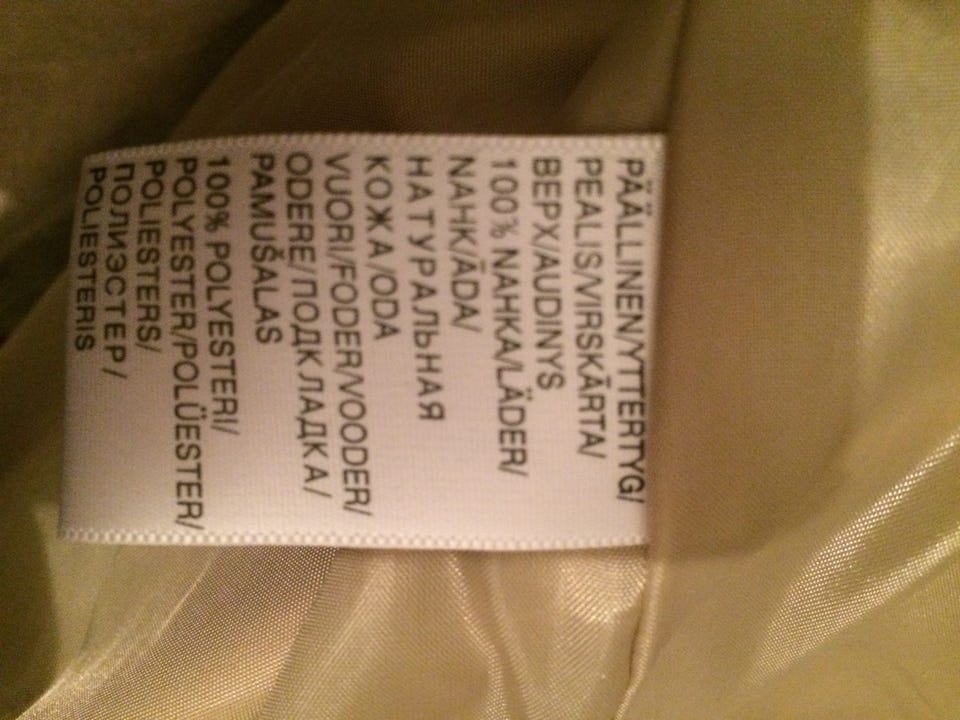 PÄÄLLINEN/YTTERTYG/
PEALIS/VIRSKĀRTA/
ВЕРХ/AUDINYS
100% NAHKA/LÄDER/
NAHK/ĀDA/
НАТУРАЛЬНАЯ
КОЖА/ODA
VUORI/FODER/VOODER/
ODERE/ПОДКЛАДКА/
PAMUŠALAS
100% POLYESTERI/
POLYESTER/POLÜESTER/
POLIESTERS/
ПОЛИЭСТЕР/
POLIESTERIS